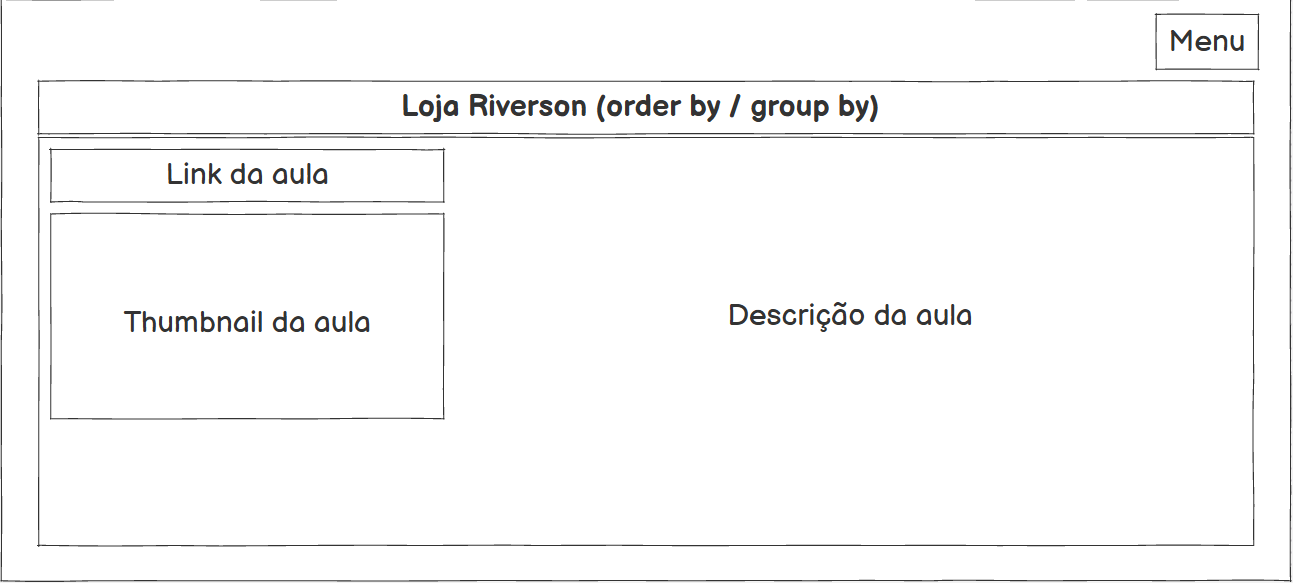 Menu
Loja Riverson (order by / group by)
Link da aula
Thumbnail da aula
Descrição da aula